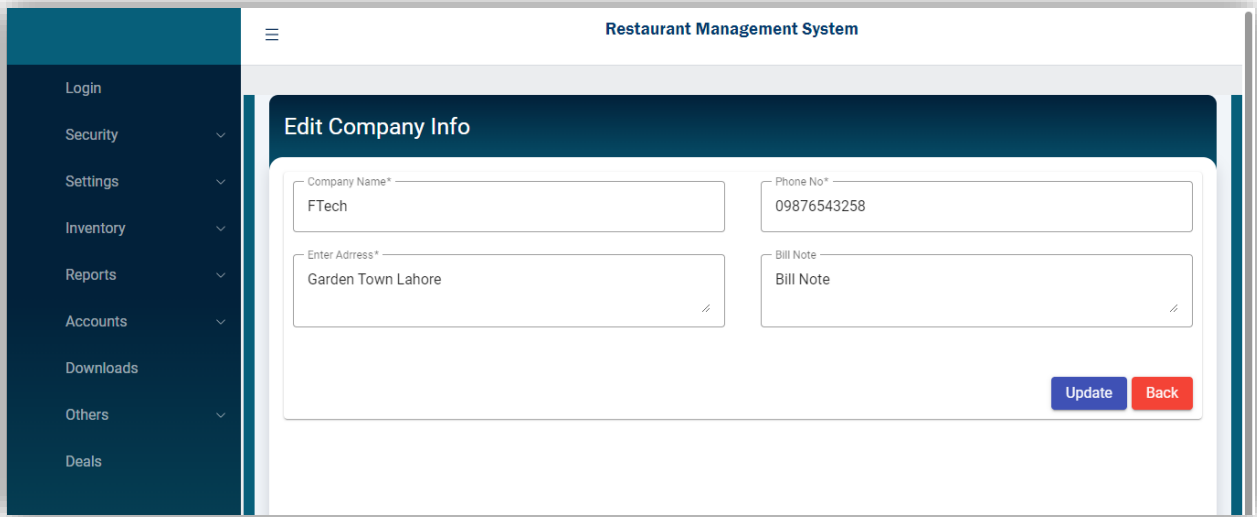 Restaurant Management System
Login
Security
Settings
Inventory
Reports
Accounts
Downloads
Others
Deals
Edit Company Info
Company Name*
FTech
Phone No*
09876543258
Enter Adrress*
Garden Town Lahore
Bill Note
Bill Note
Update Back